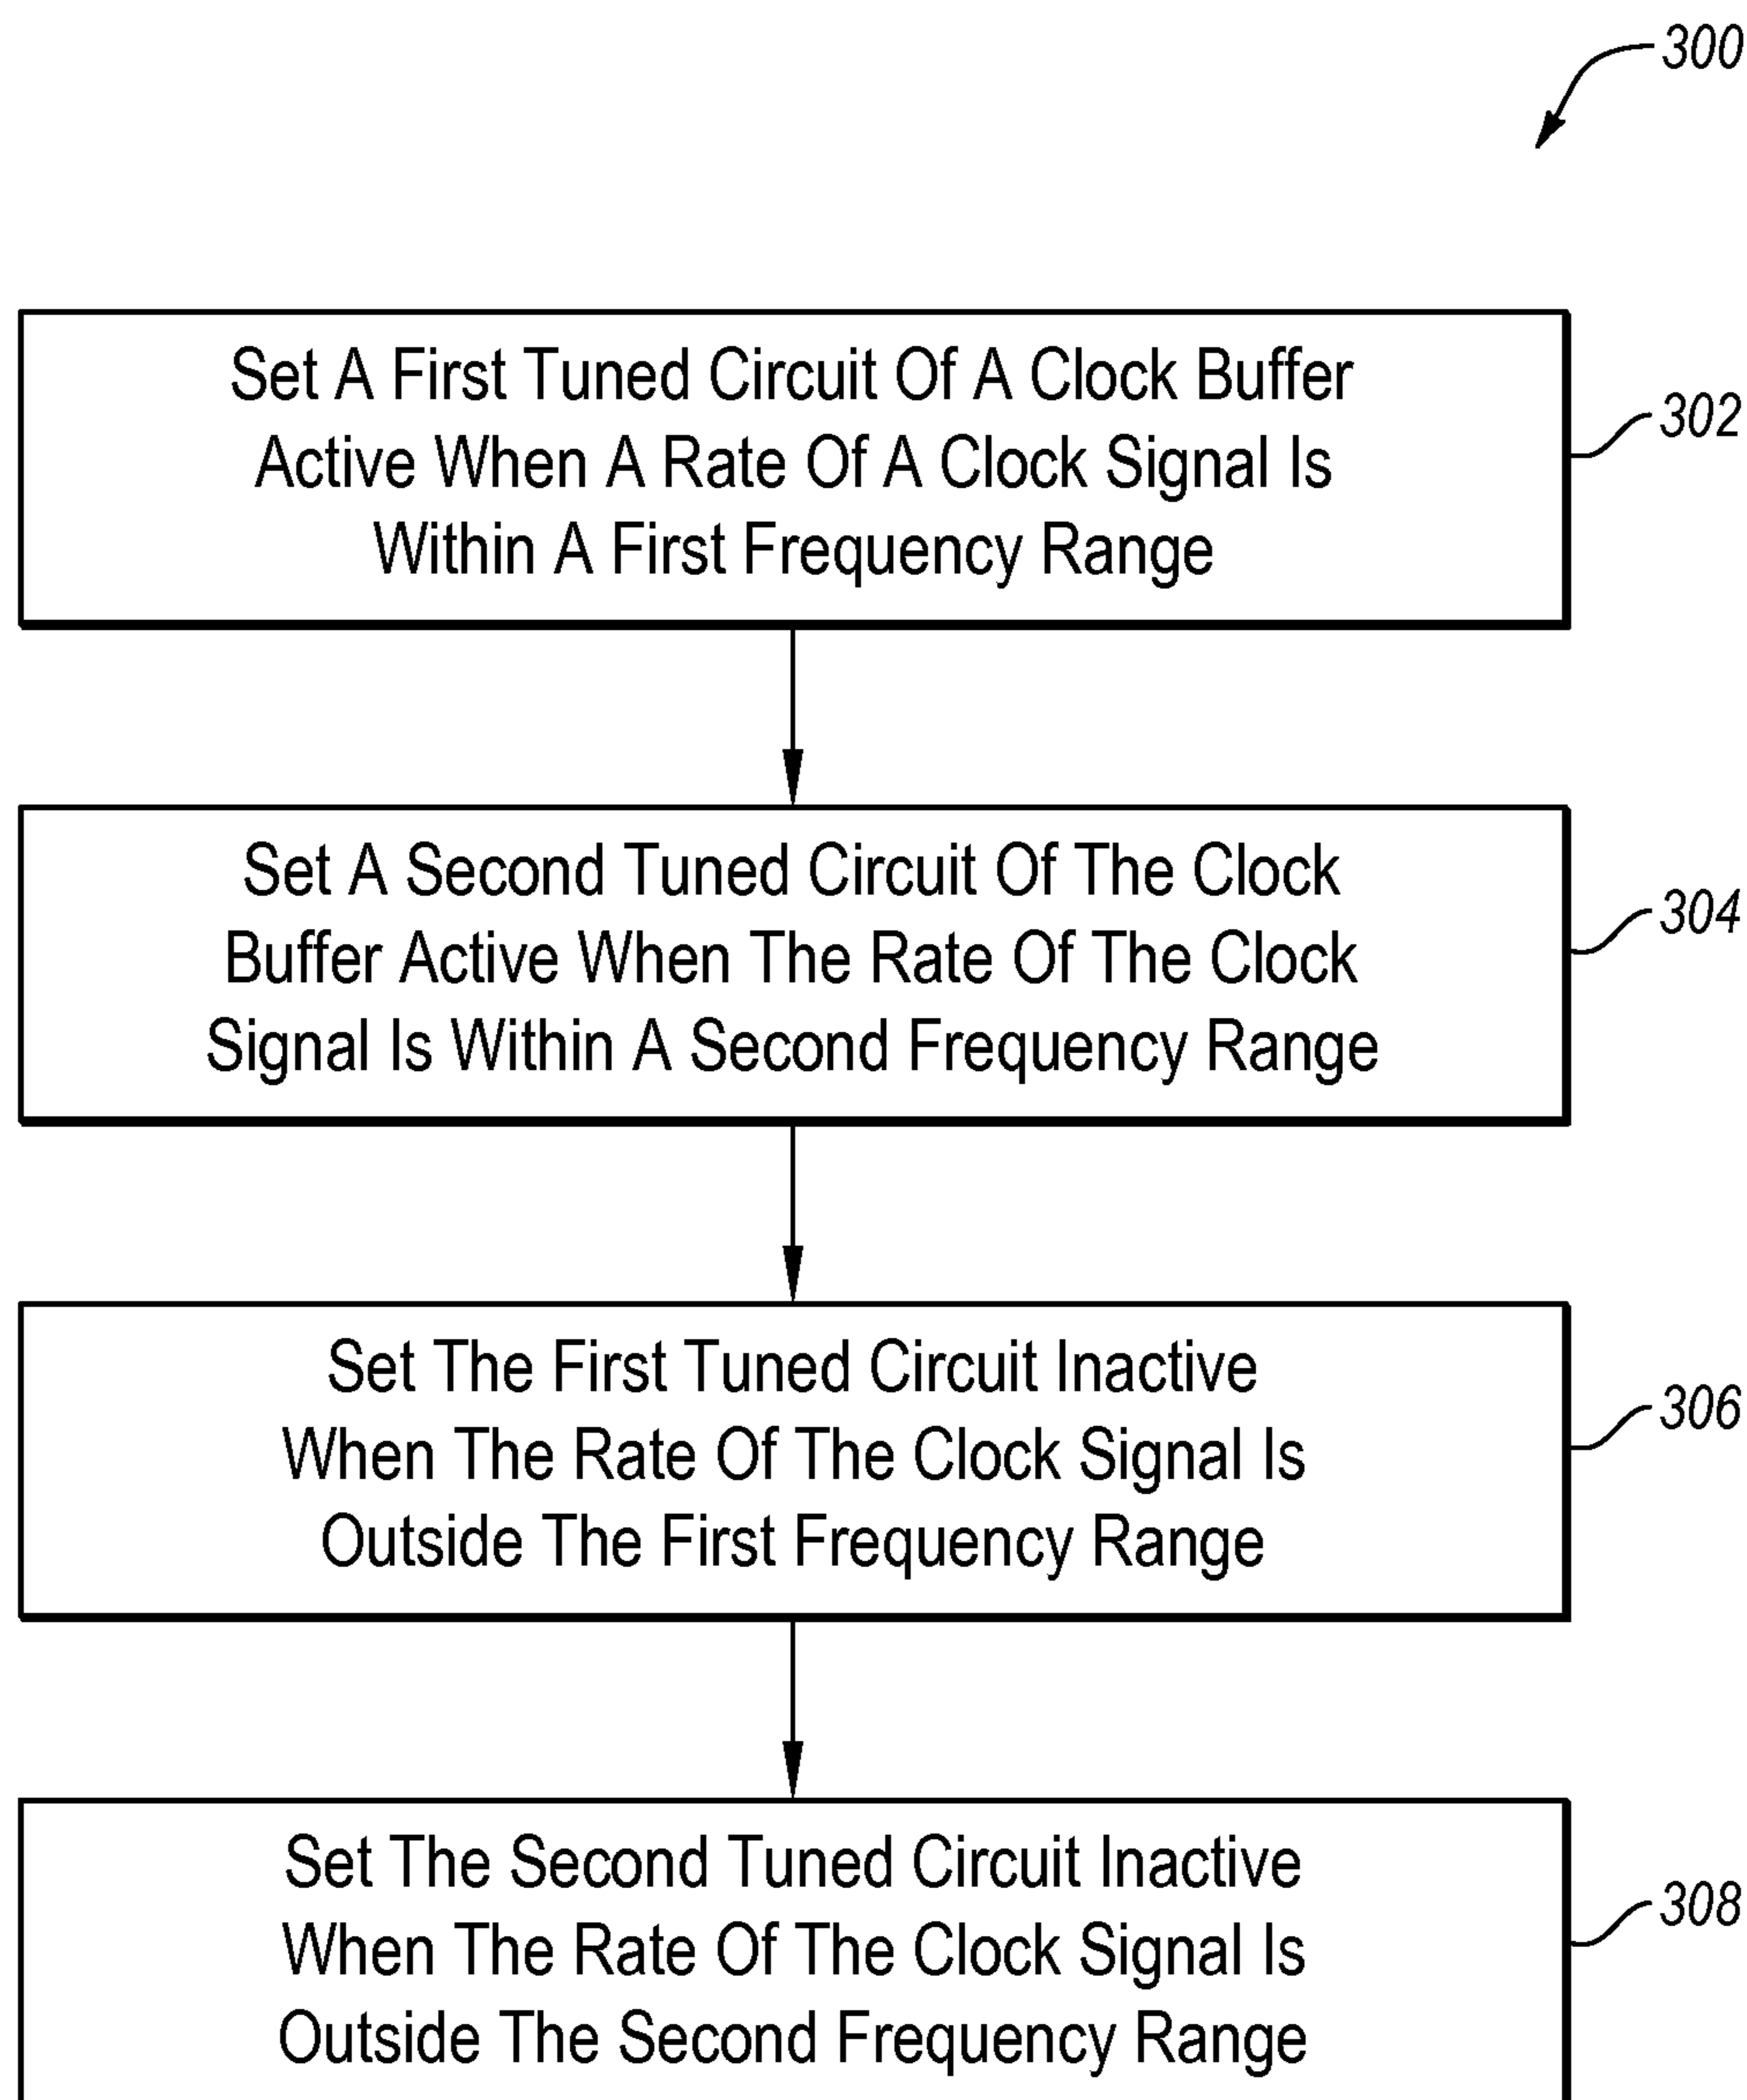 300
Set A First Tuned Circuit Of A Clock Buffer
Active When A Rate Of A Clock Signal Is
Within A First Frequency Range
302
Set A Second Tuned Circuit Of The Clock
Buffer Active When The Rate Of The Clock
Signal Is Within A Second Frequency Range
304
Set The First Tuned Circuit Inactive
When The Rate Of The Clock Signal Is
Outside The First Frequency Range
306
Set The Second Tuned Circuit Inactive
When The Rate Of The Clock Signal Is
Outside The Second Frequency Range
308